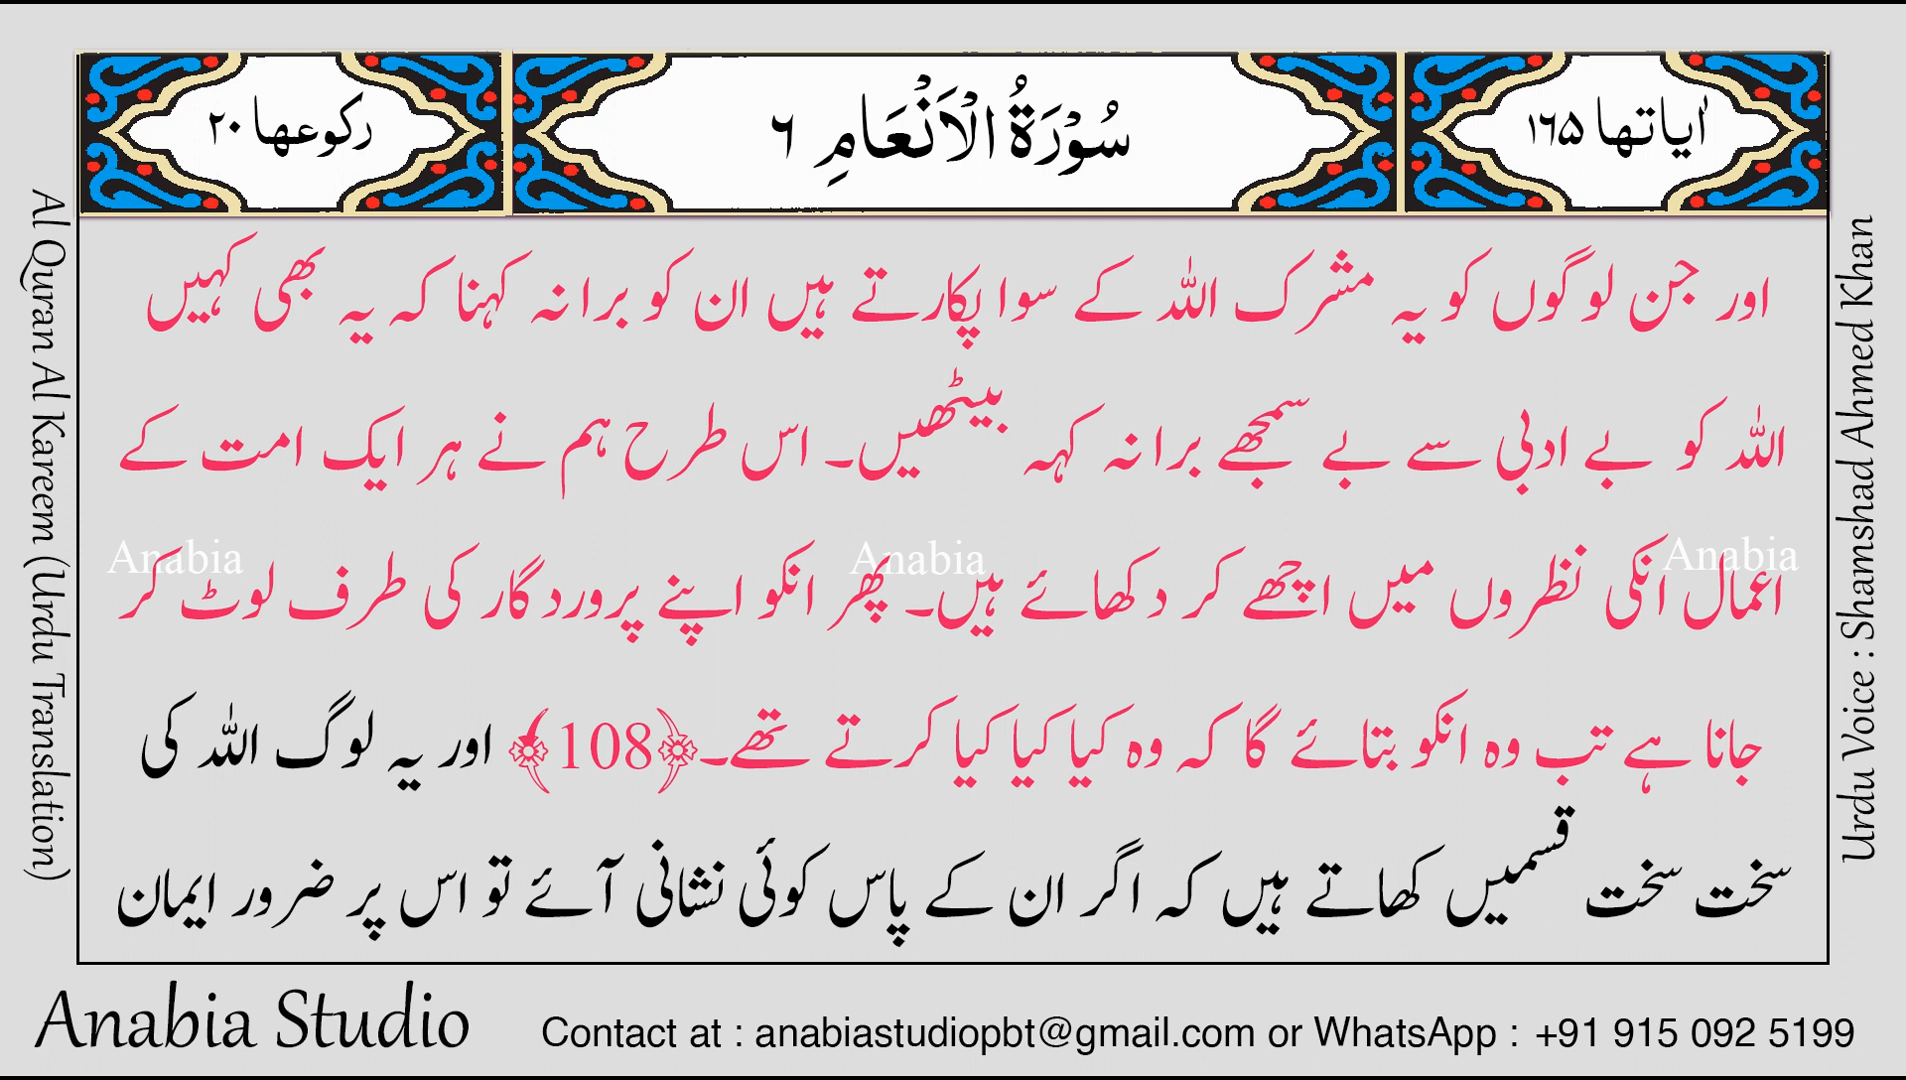 اٰیاتھا ۱۶۵
سُوْرَۃُ الْاَنْعَامِ ۶
رکوعھا ۲۰
اور جن لوگوں کو یہ مشرک اللہ کے سوا پکارتے ہیں ان کو برا نہ کہنا کہ یہ بھی کہیں
اللہ کو بے ادبی سے بے سمجھے برا نہ کہہ بیٹھیں۔ اس طرح ہم نے ہر ایک امت کے
اعمال انکی نظروں میں اچھے کر دکھائے ہیں۔ پھر انکو اپنے پروردگار کی طرف لوٹ کر
جانا ہے تب وہ انکو بتائے گا کہ وہ کیا کیا کیا کرتے تھے۔﴿108﴾ اور یہ لوگ اللہ کی
سخت سخت قسمیں کھاتے ہیں کہ اگر ان کے پاس کوئی نشانی آئے تو اس پر ضرور ایمان
Al Quran Al Kareem (Urdu Translation)
Urdu Voice : Shamshad Ahmed Khan
Anabia
Anabia
Anabia
Anabia Studio
Contact at : anabiastudiopbt@gmail.com or WhatsApp : +91 915 092 5199